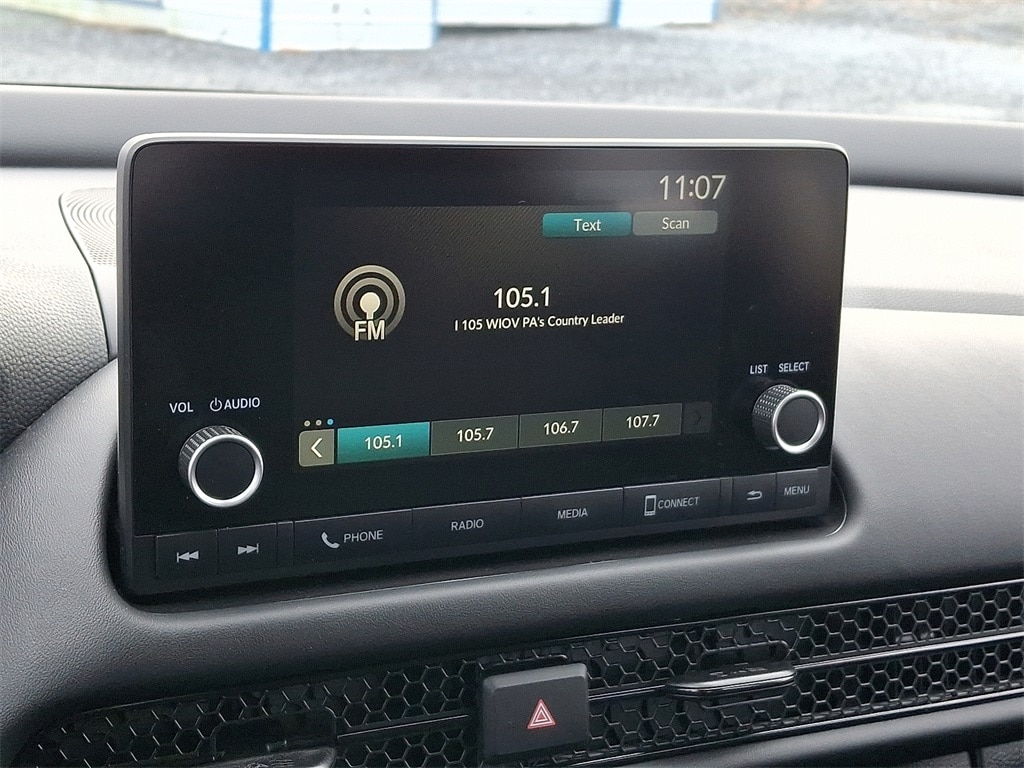 11:07
Text Scan
105.1
I 105 WIOV PA's Country Leader
FM
LIST SELECT
VOL AUDIO
105.1 105.7 106.7 107.7
PHONE RADIO MEDIA CONNECT MENU